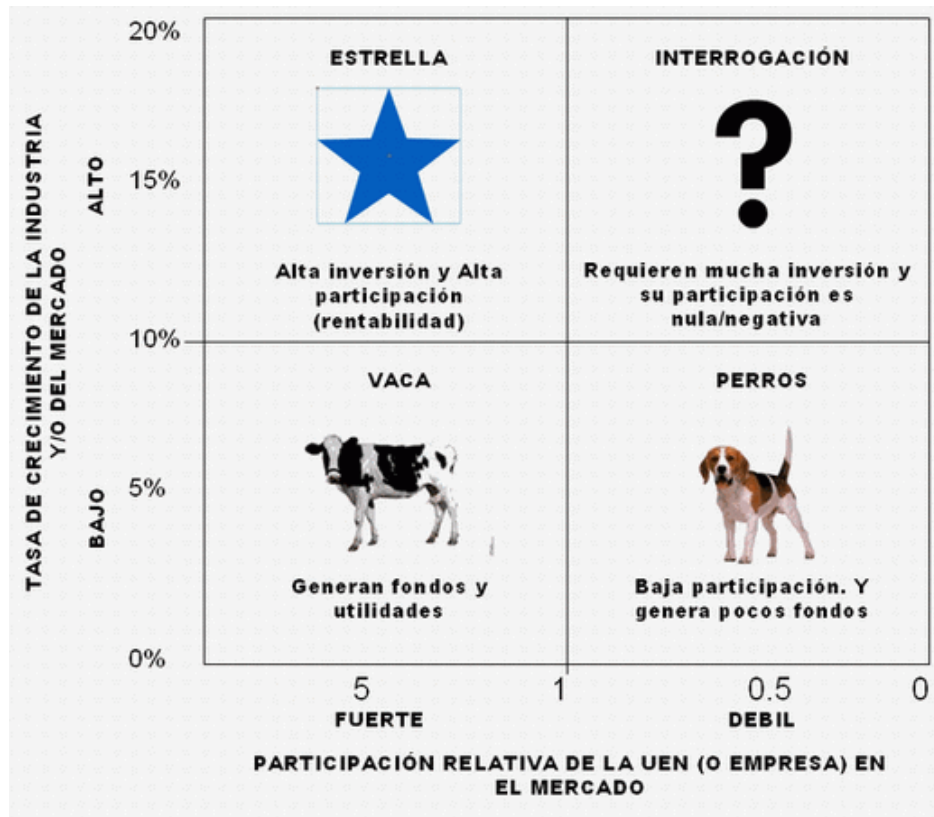 TASA DE CRECIMIENTO DE LA INDUSTRIA
Y/O DEL MERCADO
ALTO
BAJO
20%
15%
10%
5%
0%
ESTRELLA
Alta inversión y Alta
participación
(rentabilidad)
INTERROGACIÓN
?
Requieren mucha inversión y
su participación es
nula/negativa
VACA
Generan fondos y
utilidades
PERROS
Baja participación. Y
genera pocos fondos
5
1
0.5
0
FUERTE
DEBIL
PARTICIPACIÓN RELATIVA DE LA UEN (O EMPRESA) EN
EL MERCADO